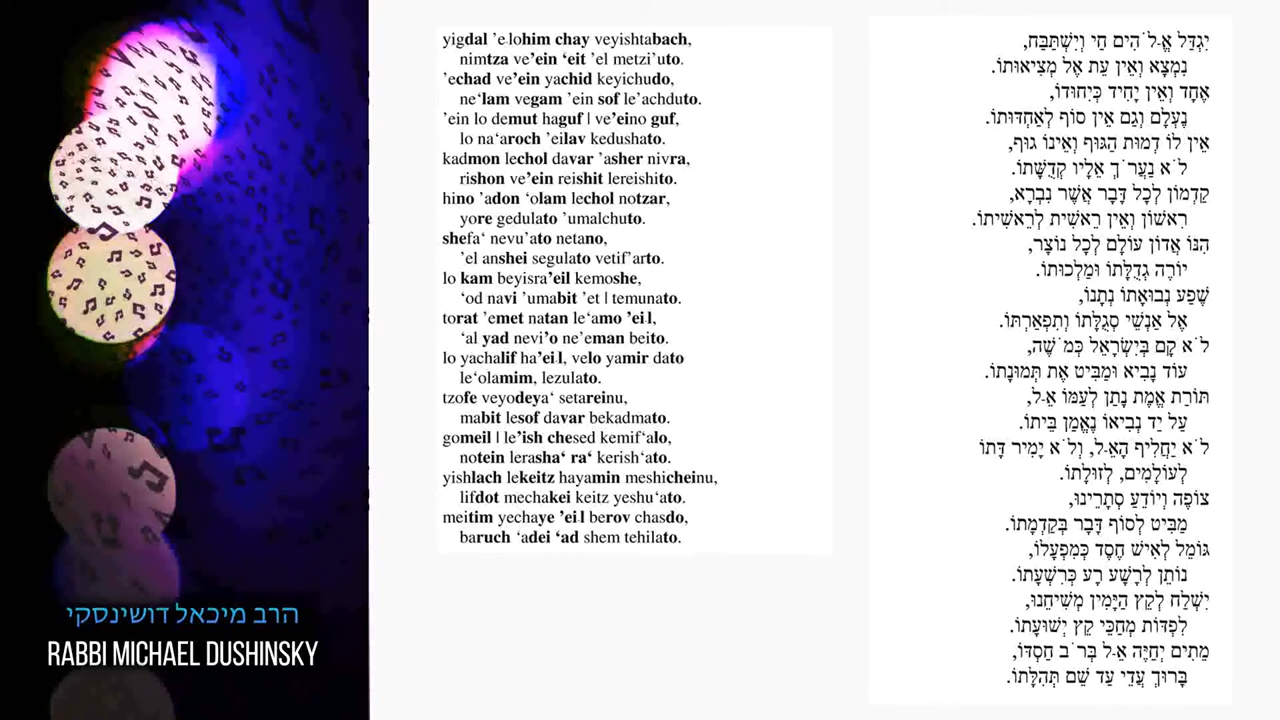 הרב מיכאל דושינסקי
RABBI MICHAEL DUSHINSKY
yigdal 'e·lohim chay veyishtabach,
nimtza ve'ein ‘eit 'el metzi'uto.
'echad ve'ein yachid keyichudo,
ne‘lam vegam 'ein sof le'achduto.
'ein lo demut haguf | ve'eino guf,
lo na‘aroch 'eilav kedushato.
kadmon lechol davar 'asher nivra,
rishon ve'ein reishit lereishito.
hino 'adon ‘olam lechol notzar,
yore gedulato 'umalchuto.
shefa‘ nevu'ato netano,
'el anshei segulato vetif'arto.
lo kam beyisra'eil kemoshe,
‘od navi 'umabit 'et | temunato.
torat 'emet natan le‘amo 'ei·l,
‘al yad nevi'o ne'eman beito.
lo yachalif ha'ei·l, velo yamir dato
le‘olamim, lezulato.
tzofe veyodeya‘ setareinu,
mabit lesof davar bekadmato.
gomeil | le'ish chesed kemif‘alo,
notein lerasha‘ ra‘ kerish‘ato.
yishlach lekeitz hayamin meshicheinu,
lifdot mechakei keitz yeshu‘ato.
meitim yechaye 'ei·l berov chasdo,
baruch ‘adei ‘ad shem tehilato.
יִגְדַּל אֱ-לֹהִים חַי וְיִשְׁתַּבַּח,
נִמְצָא וְאֵין עֵת אֶל מְצִיאוּתוֹ.
אֶחָד וְאֵין יָחִיד כְּיִחוּדוֹ,
נֶעְלָם וְגַם אֵין סוֹף לְאַחְדוּתוֹ.
אֵין לוֹ דְמוּת הַגּוּף וְאֵינוֹ גוּף,
לֹא נַעֲרֹךְ אֵלָיו קְדֻשָּׁתוֹ.
קַדְמוֹן לְכָל דָּבָר אֲשֶׁר נִבְרָא,
רִאשׁוֹן וְאֵין רֵאשִׁית לְרֵאשִׁיתוֹ.
הִנּוֹ אֲדוֹן עוֹלָם לְכָל נוֹצָר,
יוֹרֶה גְדֻלָּתוֹ וּמַלְכוּתוֹ.
שֶׁפַע נְבוּאָתוֹ נְתָנוֹ,
אֶל אַנְשֵׁי סְגֻלָּתוֹ וְתִפְאַרְתּוֹ.
לֹא קָם בְּיִשְׂרָאֵל כְּמֹשֶׁה,
עוֹד נָבִיא וּמַבִּיט אֶת תְּמוּנָתוֹ.
תּוֹרַת אֱמֶת נָתַן לְעַמּוֹ אֵ-ל,
עַל יַד נְבִיאוֹ נֶאֱמַן בֵּיתוֹ.
לֹא יַחֲלִיף הָאֵ-ל, וְלֹא יָמִיר דָּתוֹ
לְעוֹלָמִים, לְזוּלָתוֹ.
צוֹפֶה וְיוֹדֵעַ סְתָרֵינוּ,
מַבִּיט לְסוֹף דָּבָר בְּקַדְמָתוֹ.
גּוֹמֵל לְאִישׁ חֶסֶד כְּמִפְעָלוֹ,
נוֹתֵן לְרָשָׁע רָע כְּרִשְׁעָתוֹ.
יִשְׁלַח לְקֵץ הַיָּמִין מְשִׁיחֵנוּ,
לִפְדּוֹת מְחַכֵּי קֵץ יְשׁוּעָתוֹ.
מֵתִים יְחַיֶּה אֵ-ל בְּרֹב חַסְדּוֹ,
בָּרוּךְ עֲדֵי עַד שֵׁם תְּהִלָּתוֹ.